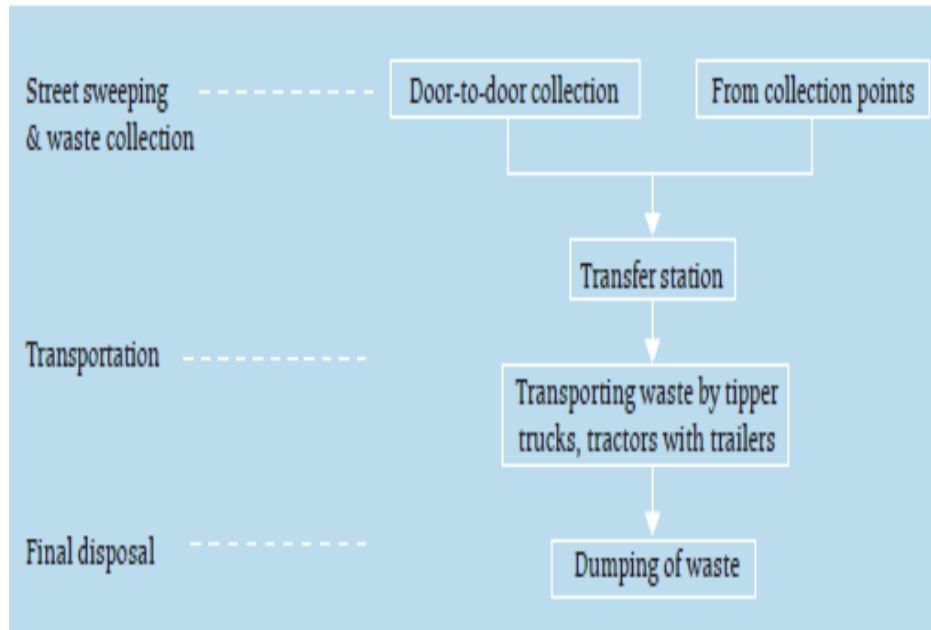 Street sweeping
& waste collection
Door-to-door collection
From collection points
Transfer station
Transportation
Transporting waste by tipper
trucks, tractors with trailers
Final disposal
Dumping of waste